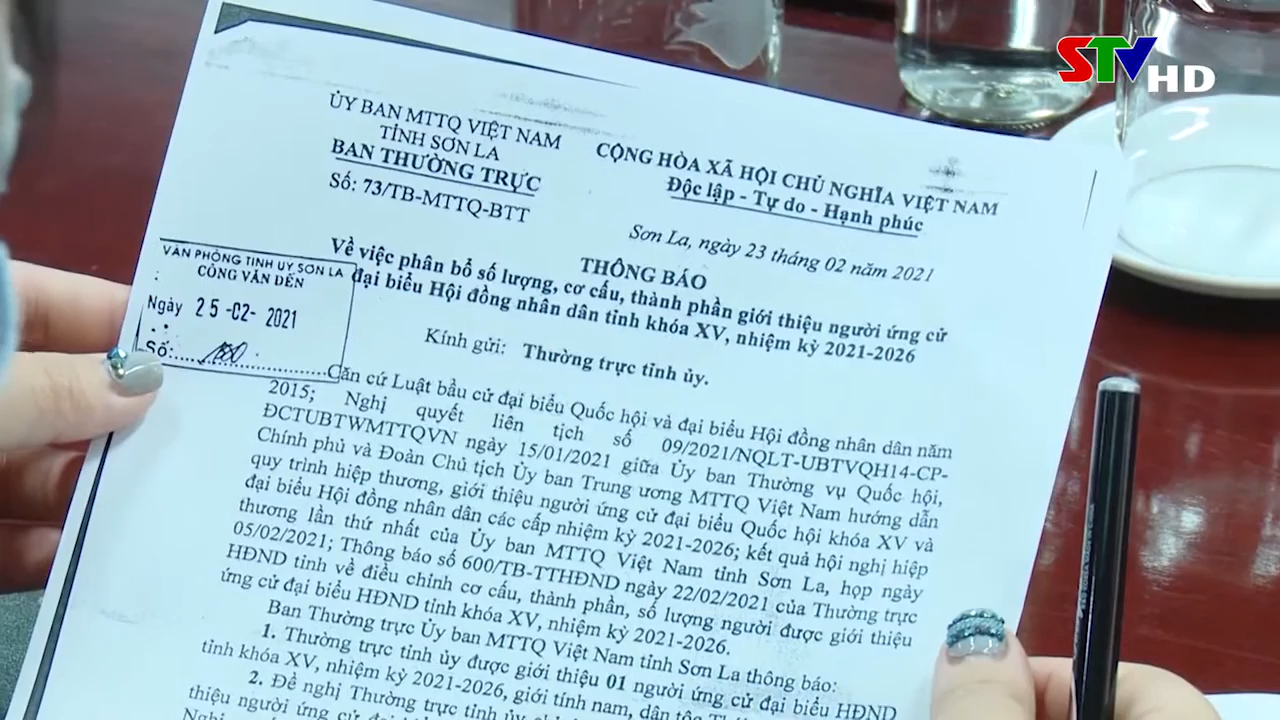 STV HD
ỦY BAN MTTQ VIỆT NAM
TỈNH SƠN LA
BAN THƯỜNG TRỰC
Số: 73/TB-MTTQ-BTT
CỘNG HÒA XÃ HỘI CHỦ NGHĨA VIỆT NAM
Độc lập - Tự do - Hạnh phúc
Sơn La, ngày 23 tháng 02 năm 2021
VĂN PHÒNG TỈNH UỶ SƠN LA
CÔNG VĂN ĐẾN
Ngày 25-02-2021
Số:
THÔNG BÁO
Về việc phân bổ số lượng, cơ cấu, thành phần giới thiệu người ứng cử
đại biểu Hội đồng nhân dân tỉnh khóa XV, nhiệm kỳ 2021-2026
Kính gửi: Thường trực tỉnh ủy.
Căn cứ Luật bầu cử đại biểu Quốc hội và đại biểu Hội đồng nhân dân năm
2015; Nghị quyết liên tịch số 09/2021/NQLT-UBTVQH14-CP-
ĐCTUBTWMTTQVN ngày 15/01/2021 giữa Ủy ban Thường vụ Quốc hội,
Chính phủ và Đoàn Chủ tịch Ủy ban Trung ương MTTQ Việt Nam hướng dẫn
quy trình hiệp thương, giới thiệu người ứng cử đại biểu Quốc hội khóa XV và
đại biểu Hội đồng nhân dân các cấp nhiệm kỳ 2021-2026; kết quả hội nghị hiệp
thương lần thứ nhất của Ủy ban MTTQ Việt Nam tỉnh Sơn La, họp ngày
05/02/2021; Thông báo số 600/TB-TTHĐND ngày 22/02/2021 của Thường trực
HĐND tỉnh về điều chỉnh cơ cấu, thành phần, số lượng người được giới thiệu
ứng cử đại biểu HĐND tỉnh khóa XV, nhiệm kỳ 2021-2026.
Ban Thường trực Ủy ban MTTQ Việt Nam tỉnh Sơn La thông báo:
1. Thường trực tỉnh ủy được giới thiệu 01 người ứng cử đại biểu HĐND
tỉnh khóa XV, nhiệm kỳ 2021-2026, giới tính nam, dân tộc
2. Đề nghị Thường trực tỉnh ủy
thiệu người ứng cử đại